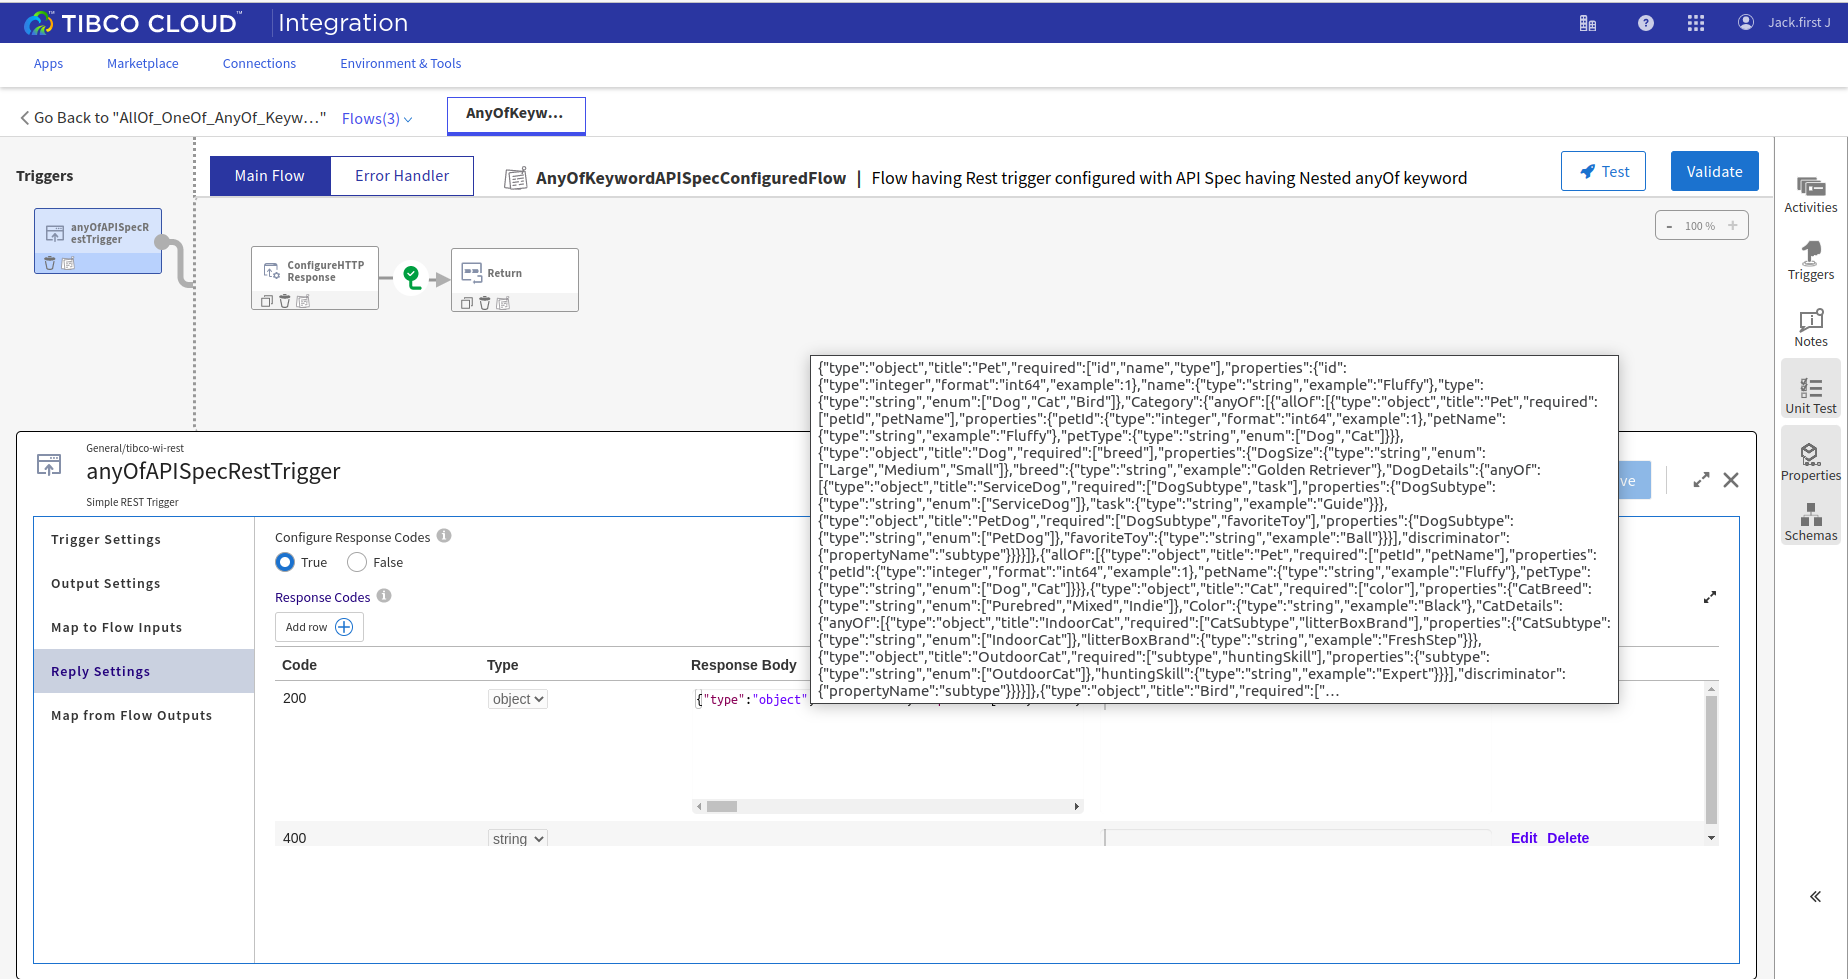 TIBCO CLOUD™ Integration
Jack.first J
Apps Marketplace Connections Environment & Tools
Go Back to "AllOf_OneOf_AnyOf_Keyw..." Flows(3)
AnyOfKeyw...
Triggers
Main Flow Error Handler
AnyOfKeywordAPISpecConfiguredFlow | Flow having Rest trigger configured with API Spec having Nested anyOf keyword
Test Validate
anyOfAPISpecR
estTrigger
- 100 % +
ConfigureHTTP
Response
Return
Activities
Triggers
Notes
Unit Test
Properties
Schemas
{"type":"object","title":"Pet","required":["id","name","type"],"properties":{"id":
{"type":"integer","format":"int64","example":1},"name":{"type":"string","example":"Fluffy"},"type":
{"type":"string","enum":["Dog","Cat","Bird"]},"Category":{"anyOf":[{"allOf":[{"type":"object","title":"Pet","required":
["petId","petName"],"properties":{"petId":{"type":"integer","format":"int64","example":1},"petName":
{"type":"string","example":"Fluffy"},"petType":{"type":"string","enum":["Dog","Cat"]}}},
{"type":"object","title":"Dog","required":["breed"],"properties":{"DogSize":{"type":"string","enum":
["Large","Medium","Small"]},"breed":{"type":"string","example":"Golden Retriever"},"DogDetails":{"anyOf":
[{"type":"object","title":"ServiceDog","required":["DogSubtype","task"],"properties":{"DogSubtype":
{"type":"string","enum":["ServiceDog"]},"task":{"type":"string","example":"Guide"}}},
{"type":"object","title":"PetDog","required":["DogSubtype","favoriteToy"],"properties":{"DogSubtype":
{"type":"string","enum":["PetDog"]},"favoriteToy":{"type":"string","example":"Ball"}}}],"discriminator":
{"propertyName":"subtype"}}}}]},{"allOf":[{"type":"object","title":"Pet","required":["petId","petName"],"properties":
{"petId":{"type":"integer","format":"int64","example":1},"petName":{"type":"string","example":"Fluffy"},"petType":
{"type":"string","enum":["Dog","Cat"]}}},{"type":"object","title":"Cat","required":["color"],"properties":{"CatBreed":
{"type":"string","enum":["Purebred","Mixed","Indie"]},"Color":{"type":"string","example":"Black"},"CatDetails":
{"anyOf":[{"type":"object","title":"IndoorCat","required":["CatSubtype","litterBoxBrand"],"properties":{"CatSubtype":
{"type":"string","enum":["IndoorCat"]},"litterBoxBrand":{"type":"string","example":"FreshStep"}}},
{"type":"object","title":"OutdoorCat","required":["subtype","huntingSkill"],"properties":{"subtype":
{"type":"string","enum":["OutdoorCat"]},"huntingSkill":{"type":"string","example":"Expert"}}}],"discriminator":
{"propertyName":"subtype"}}}}]},{"type":"object","title":"Bird","required":["...
General/tibco-wi-rest
anyOfAPISpecRestTrigger
Simple REST Trigger
ve
Trigger Settings
Output Settings
Map to Flow Inputs
Reply Settings
Map from Flow Outputs
Configure Response Codes
True False
Response Codes
Add row
Code Type Response Body
200 object {"type":"object",
400 string Edit Delete